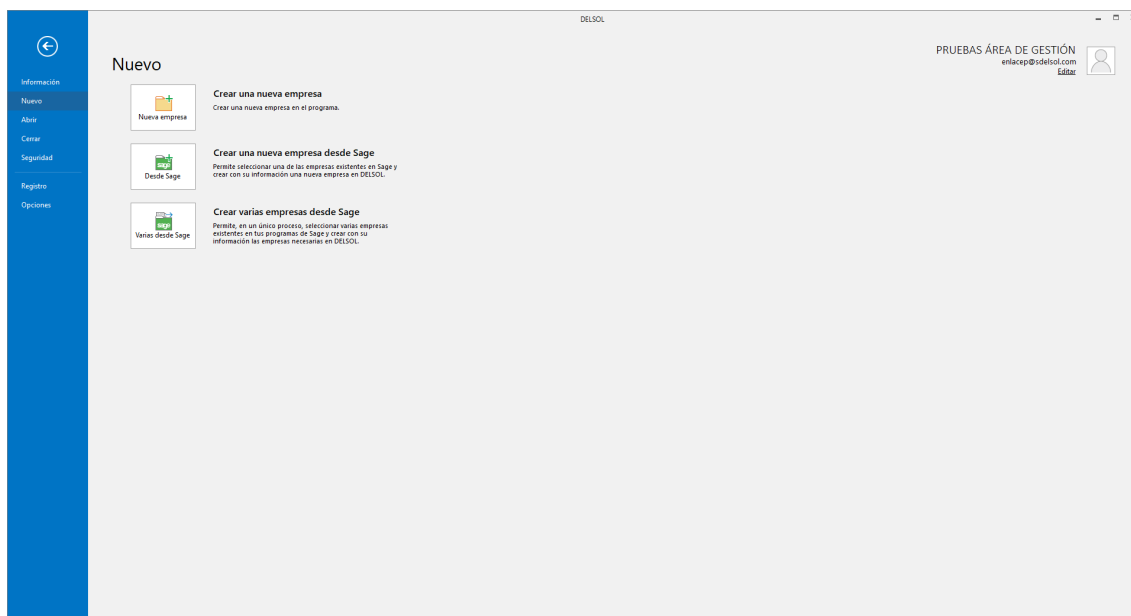 DELSOL
PRUEBAS ÁREA DE GESTIÓN
enlacep@sdelsol.com
Editar
Información
Nuevo
Abrir
Cerrar
Seguridad
Registro
Opciones
Nuevo
Nueva empresa
Crear una nueva empresa
Crear una nueva empresa en el programa.
sage
Desde Sage
Crear una nueva empresa desde Sage
Permite seleccionar una de las empresas existentes en Sage y
crear con su información una nueva empresa en DELSOL.
sage
Varias desde Sage
Crear varias empresas desde Sage
Permite, en un único proceso, seleccionar varias empresas
existentes en tus programas de Sage y crear con su
información las empresas necesarias en DELSOL.